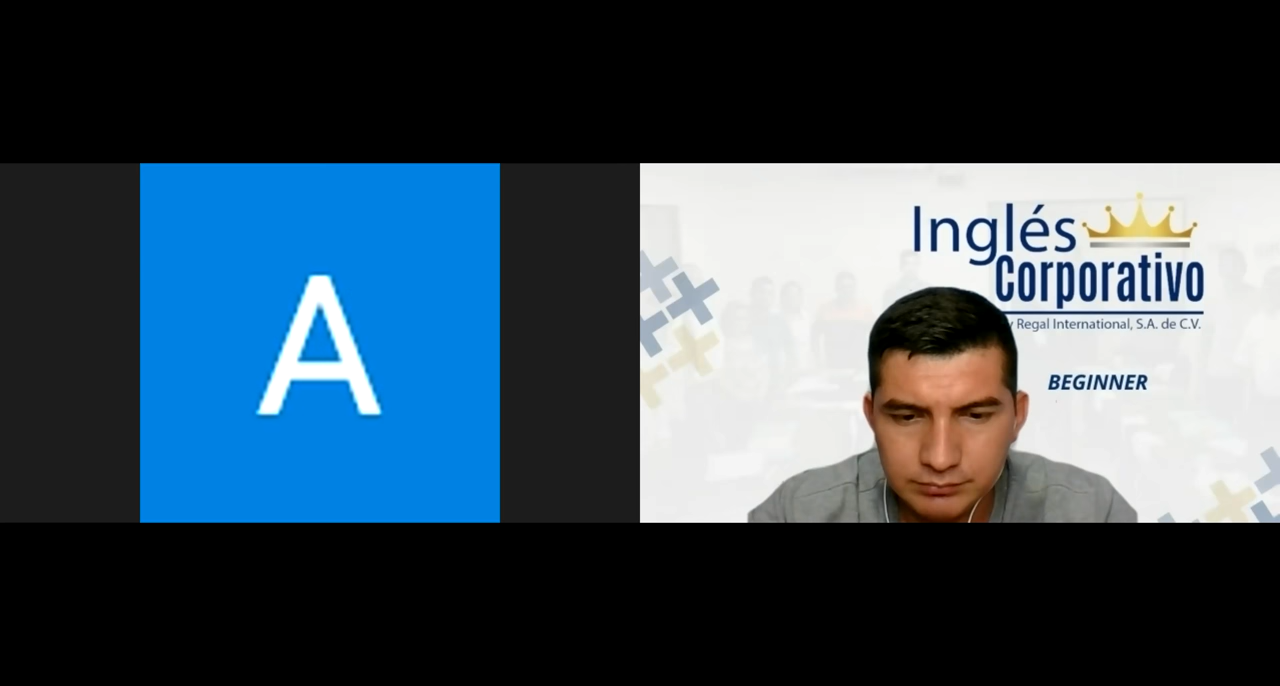 A
Inglés
Corporativo
Regal International, S.A. de C.V.
BEGINNER